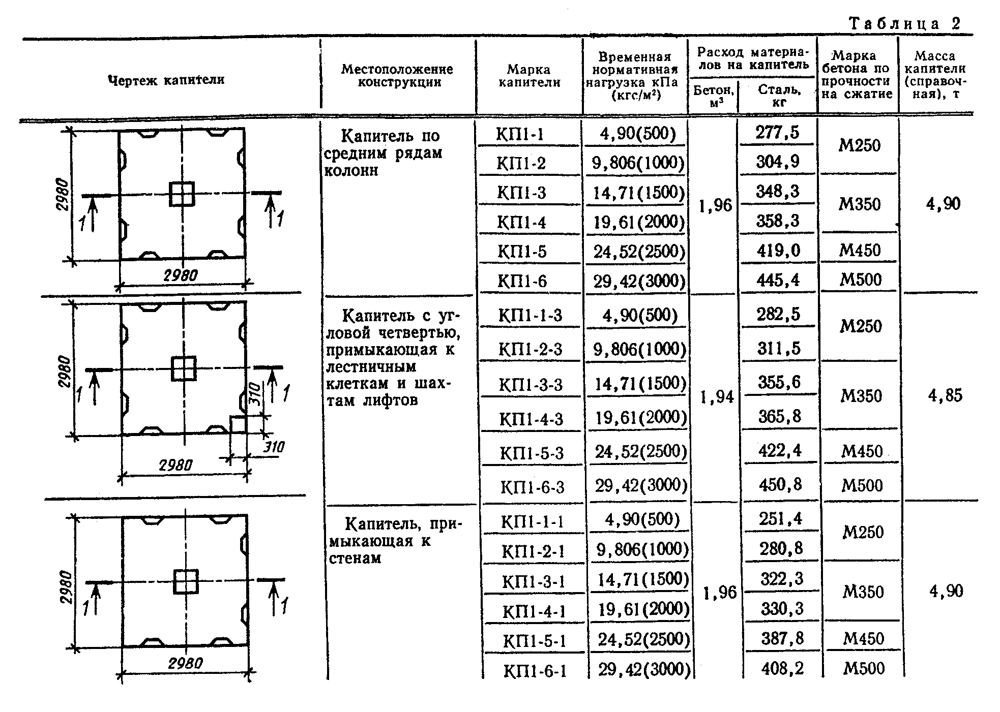 Таблица 2
Чертеж капители
Местоположение
конструкции
Марка
капители
Временная
нормативная
нагрузка кПа
(кгс/м²)
Расход материа-
лов на капитель
Бетон,
м³
Сталь,
кг
Марка
бетона по
прочности
на сжатие
Масса
капители
(справоч-
ная), т
2980
1
1
2980
Капитель по
средним рядам
колонн
КП1-1 4,90(500) 277,5
КП1-2 9,806(1000) 304,9
М250
КП1-3 14,71(1500) 348,3
КП1-4 19,61(2000) 358,3
М350
КП1-5 24,52(2500) 419,0 М450
КП1-6 29,42(3000) 445,4 М500
1,96
4,90
2980
1
1
310
310
2980
Капитель с уг-
ловой четвертью,
примыкающая к
лестничным
клеткам и шах-
там лифтов
КП1-1-3 4,90(500) 282,5
КП1-2-3 9,806(1000) 311,5
М250
КП1-3-3 14,71(1500) 355,6
КП1-4-3 19,61(2000) 365,8
М350
КП1-5-3 24,52(2500) 422,4 М450
КП1-6-3 29,42(3000) 450,8 М500
1,94
4,85
2980
1
1
2980
Капитель, при-
мыкающая к
стенам
КП1-1-1 4,90(500) 251,4
КП1-2-1 9,806(1000) 280,8
М250
КП1-3-1 14,71(1500) 322,3
КП1-4-1 19,61(2000) 330,3
М350
КП1-5-1 24,52(2500) 387,8 М450
КП1-6-1 29,42(3000) 408,2 М500
1,96
4,90